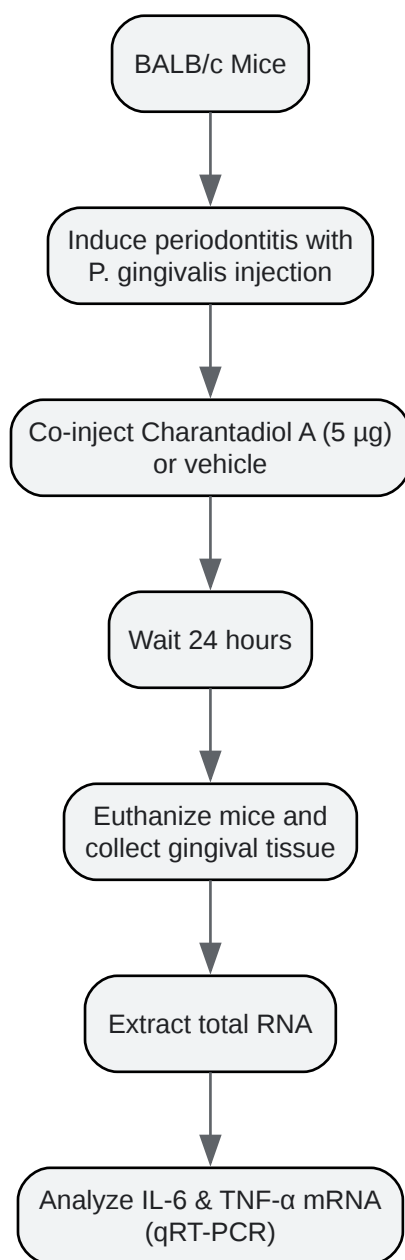 BALB/c Mice
Induce periodontitis with
P. gingivalis injection
Co-inject Charantadiol A (5 µg)
or vehicle
Wait 24 hours
Euthanize mice and
collect gingival tissue
Extract total RNA
Analyze IL-6 & TNF-α mRNA
(qRT-PCR)